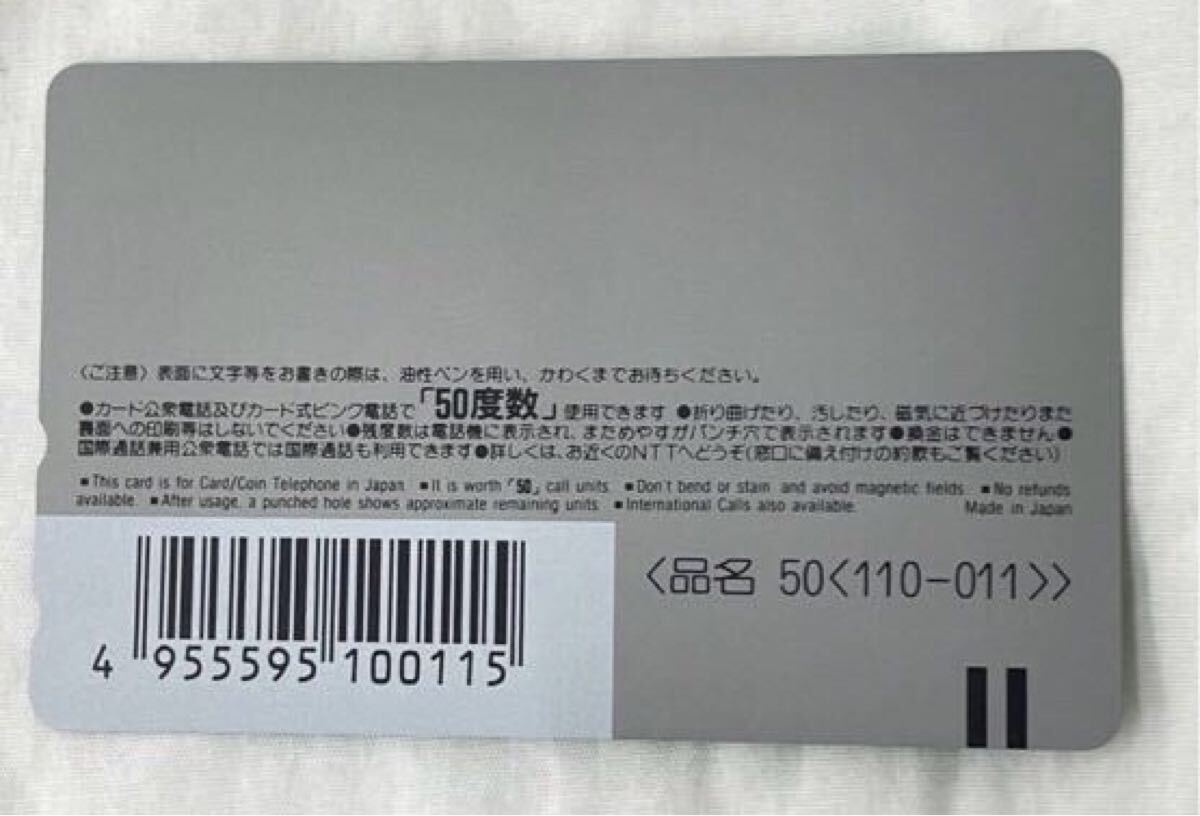 〈ご注意〉表面に文字等をお書きの際は、油性ペンを用い、かわくまでお待ちください。
●カード公衆電話及びカード式ピンク電話で「50度数」使用できます ●折り曲げたり、汚したり、磁気に近づけたりまた
裏面への印刷等はしないでください●残度数は電話機に表示され、まためやすがパンチ穴で表示されます●換金はできません●
国際通話兼用公衆電話では国際通話も利用できます●詳しくは、お近くのNTTへどうぞ(窓口に備え付けの約款もご覧ください)
■This card is for Card/Coin Telephone in Japan ■It is worth「50」call units ■Don't bend or stain and avoid magnetic fields ■No refunds
available. ■After usage, a punched hole shows approximate remaining units ■International Calls also available. Made in Japan
〈品名 50〈110-011〉〉
4 955595 100115